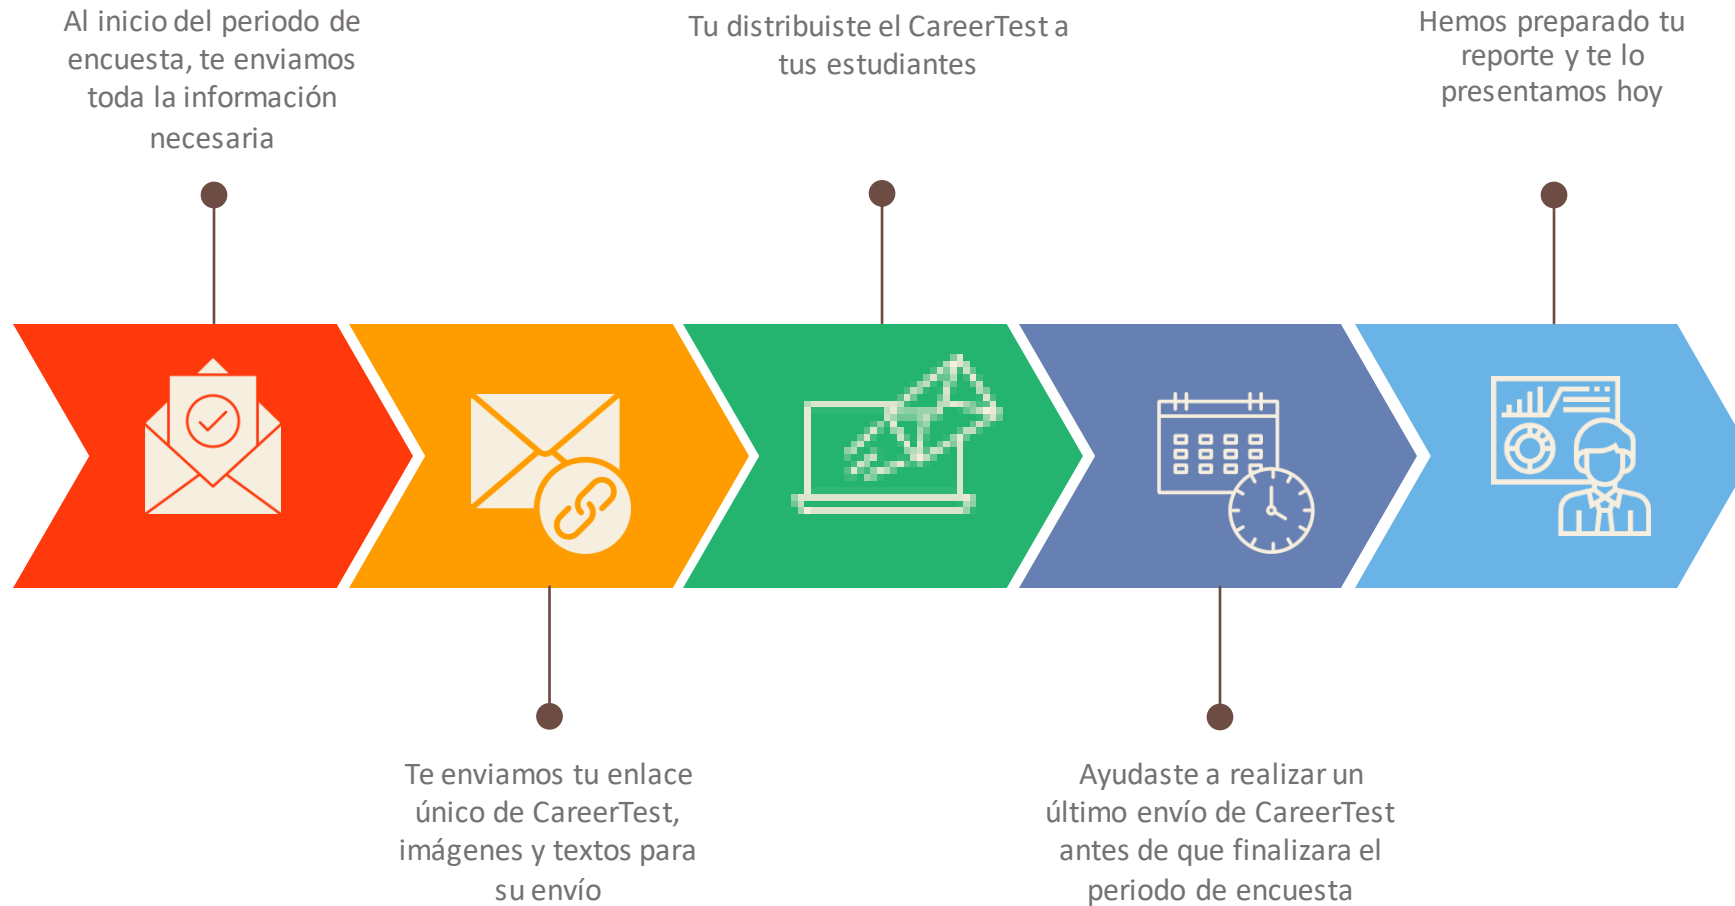 Al inicio del periodo de
encuesta, te enviamos
toda la información
necesaria
Te enviamos tu enlace
único de CareerTest,
imágenes y textos para
su envío
Tu distribuiste el CareerTest a
tus estudiantes
Ayudaste a realizar un
último envío de CareerTest
antes de que finalizara el
periodo de encuesta
Hemos preparado tu
reporte y te lo
presentamos hoy